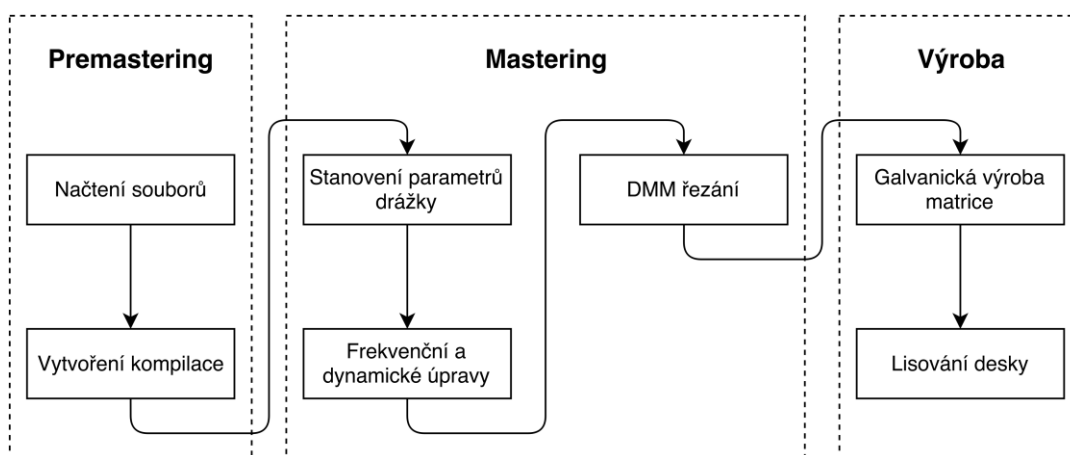 Premastering
Načtení souborů
Vytvoření kompilace
Mastering
Stanovení parametrů
drážky
Frekvenční a
dynamické úpravy
DMM řezání
Výroba
Galvanická výroba
matrice
Lisování desky